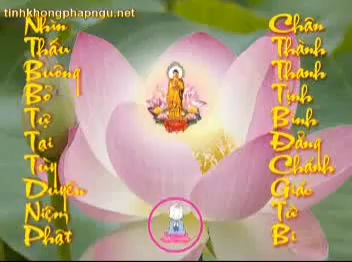 tinhkhongphapngu.net
Nhìn
Thấu
Buông
Bỏ
Tự
Tại
Tùy
Duyên
Niệm
Phật
Chân
Thành
Thanh
Tịnh
Bình
Đẳng
Chánh
Giác
Từ
Bi